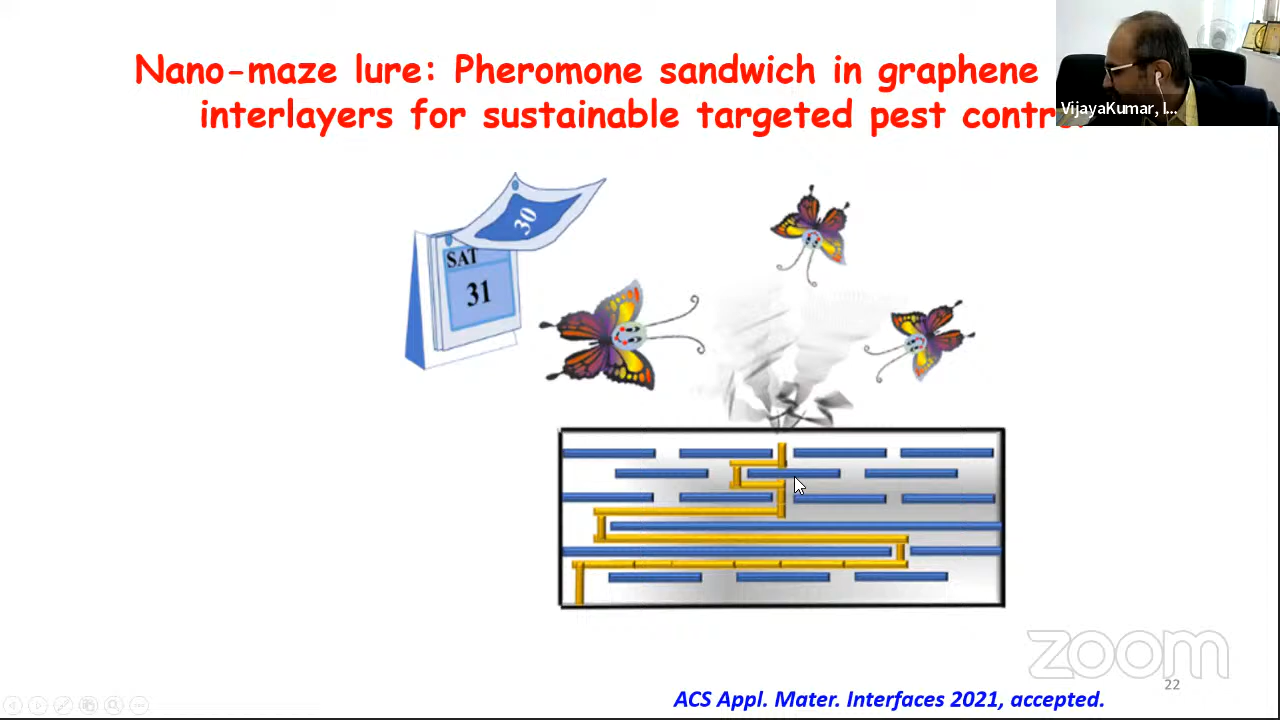 Nano-maze lure: Pheromone sandwich in graphene
interlayers for sustainable targeted pest
VijayaKumar, I...
30
SAT
31
zoom
22
ACS Appl. Mater. Interfaces 2021, accepted.